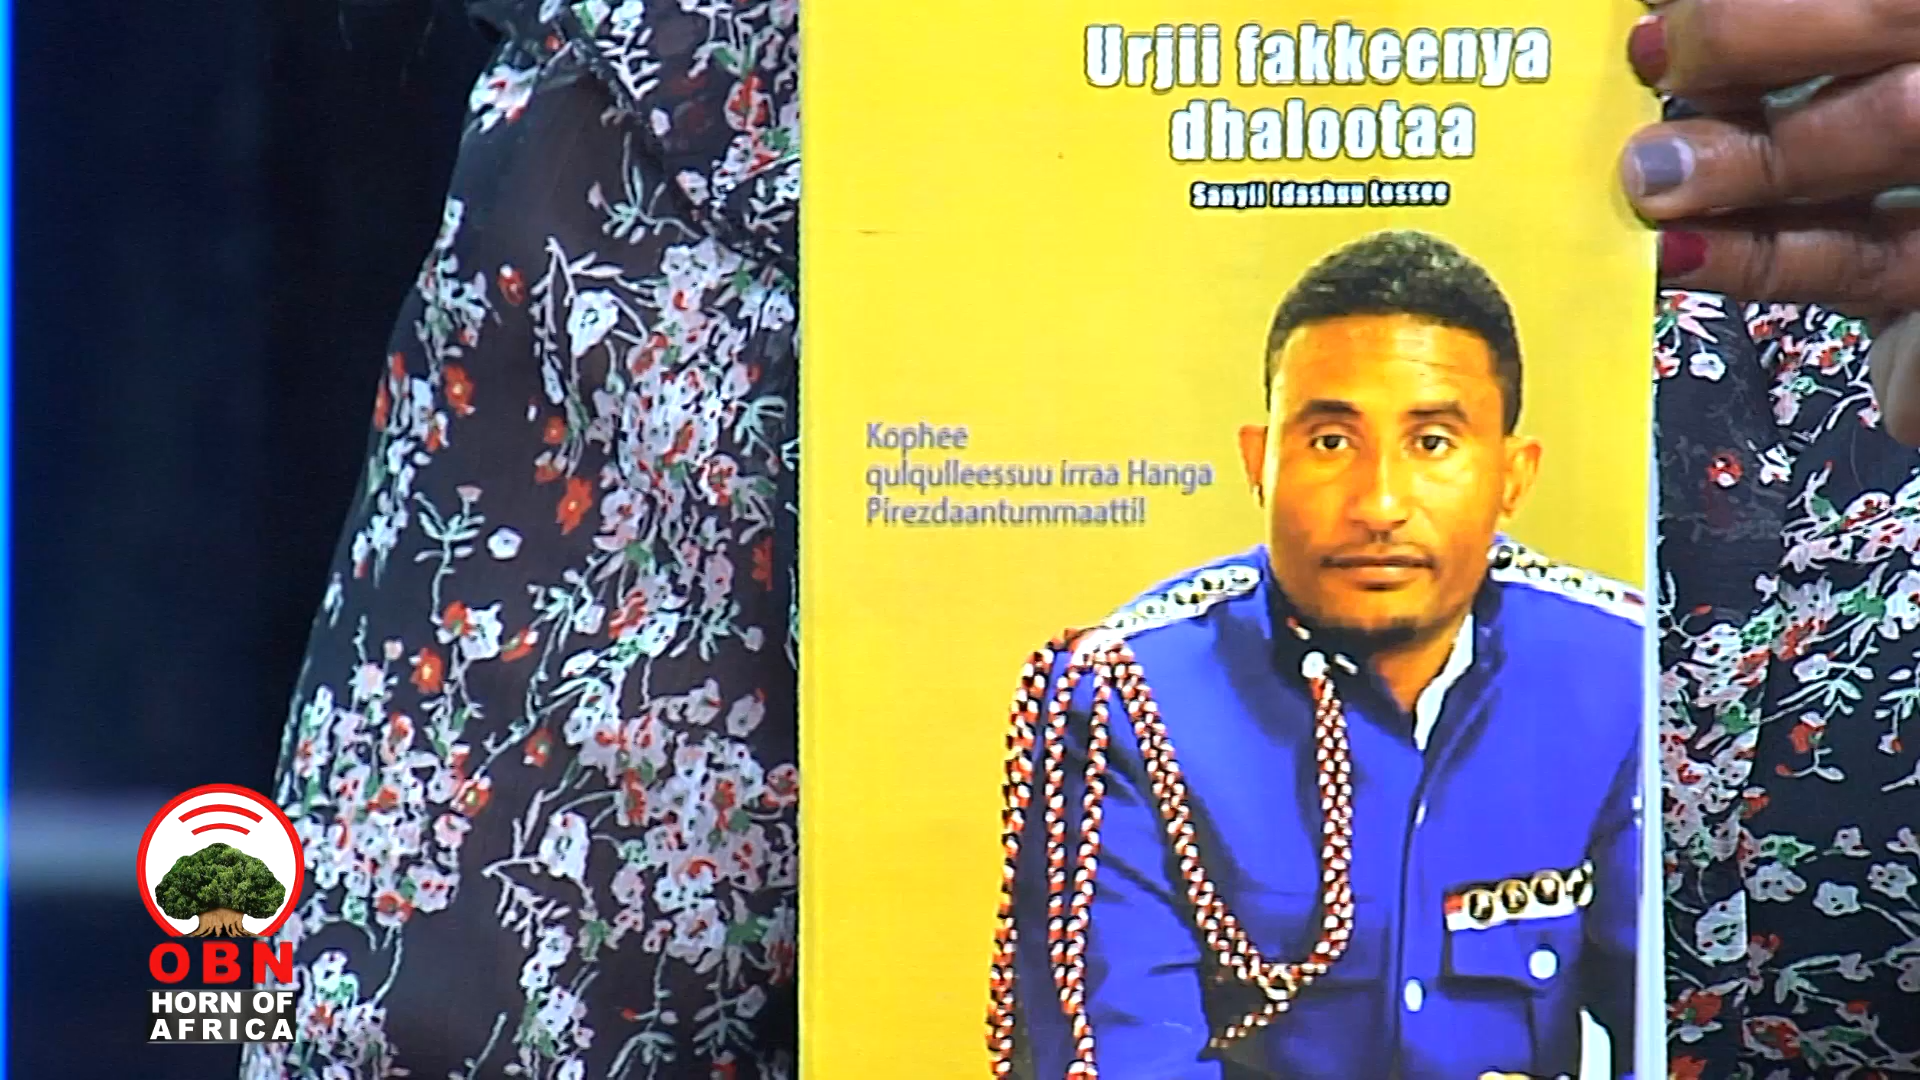 Urjii fakkeenya
dhalootaa
Sanyii Idashuu Lossee
Kophee
qulqulleessuu irraa Hanga
Pirezdaantummaatti!
OBN
HORN OF
AFRICA